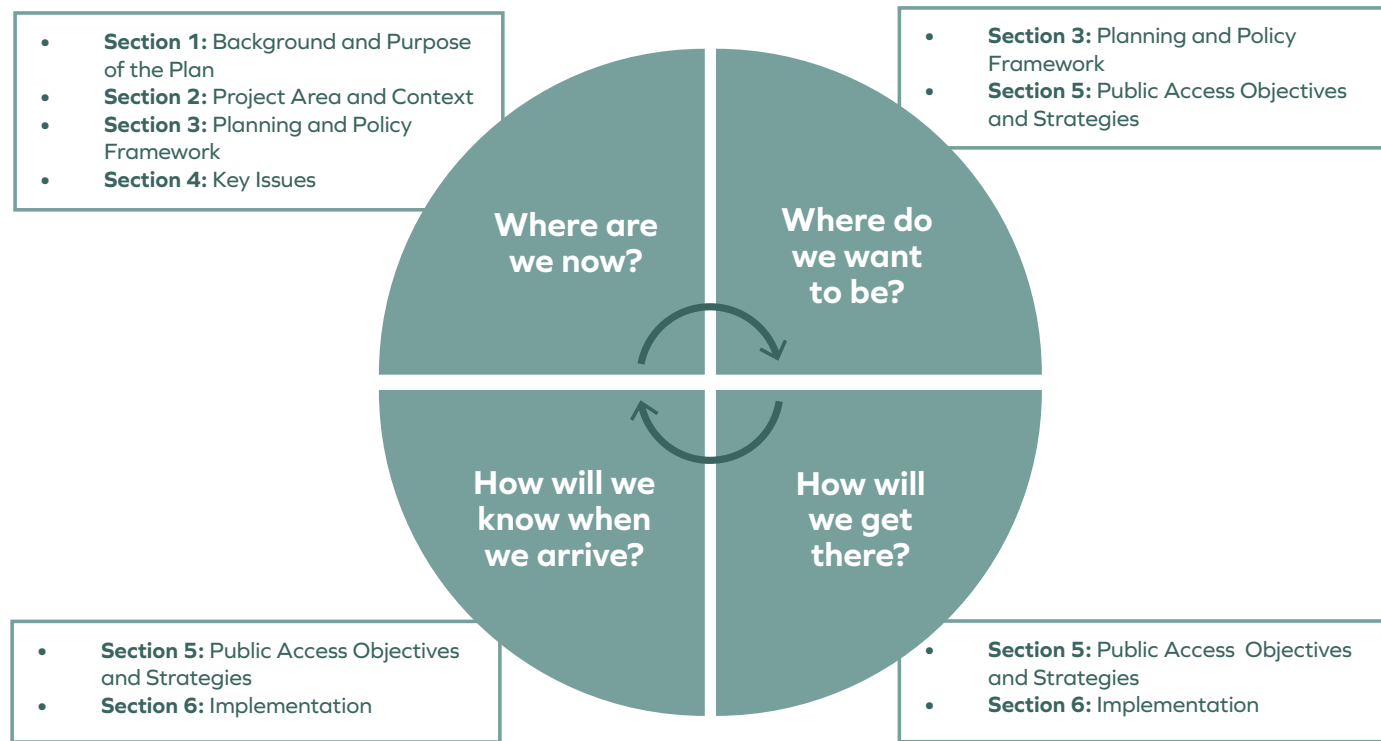 • Section 1: Background and Purpose
of the Plan
• Section 2: Project Area and Context
• Section 3: Planning and Policy
Framework
• Section 4: Key Issues
• Section 3: Planning and Policy
Framework
• Section 5: Public Access Objectives
and Strategies
Where are
we now?
Where do
we want
to be?
How will we
know when
we arrive?
How will
we get
there?
• Section 5: Public Access Objectives
and Strategies
• Section 6: Implementation
• Section 5: Public Access  Objectives
and Strategies
• Section 6: Implementation